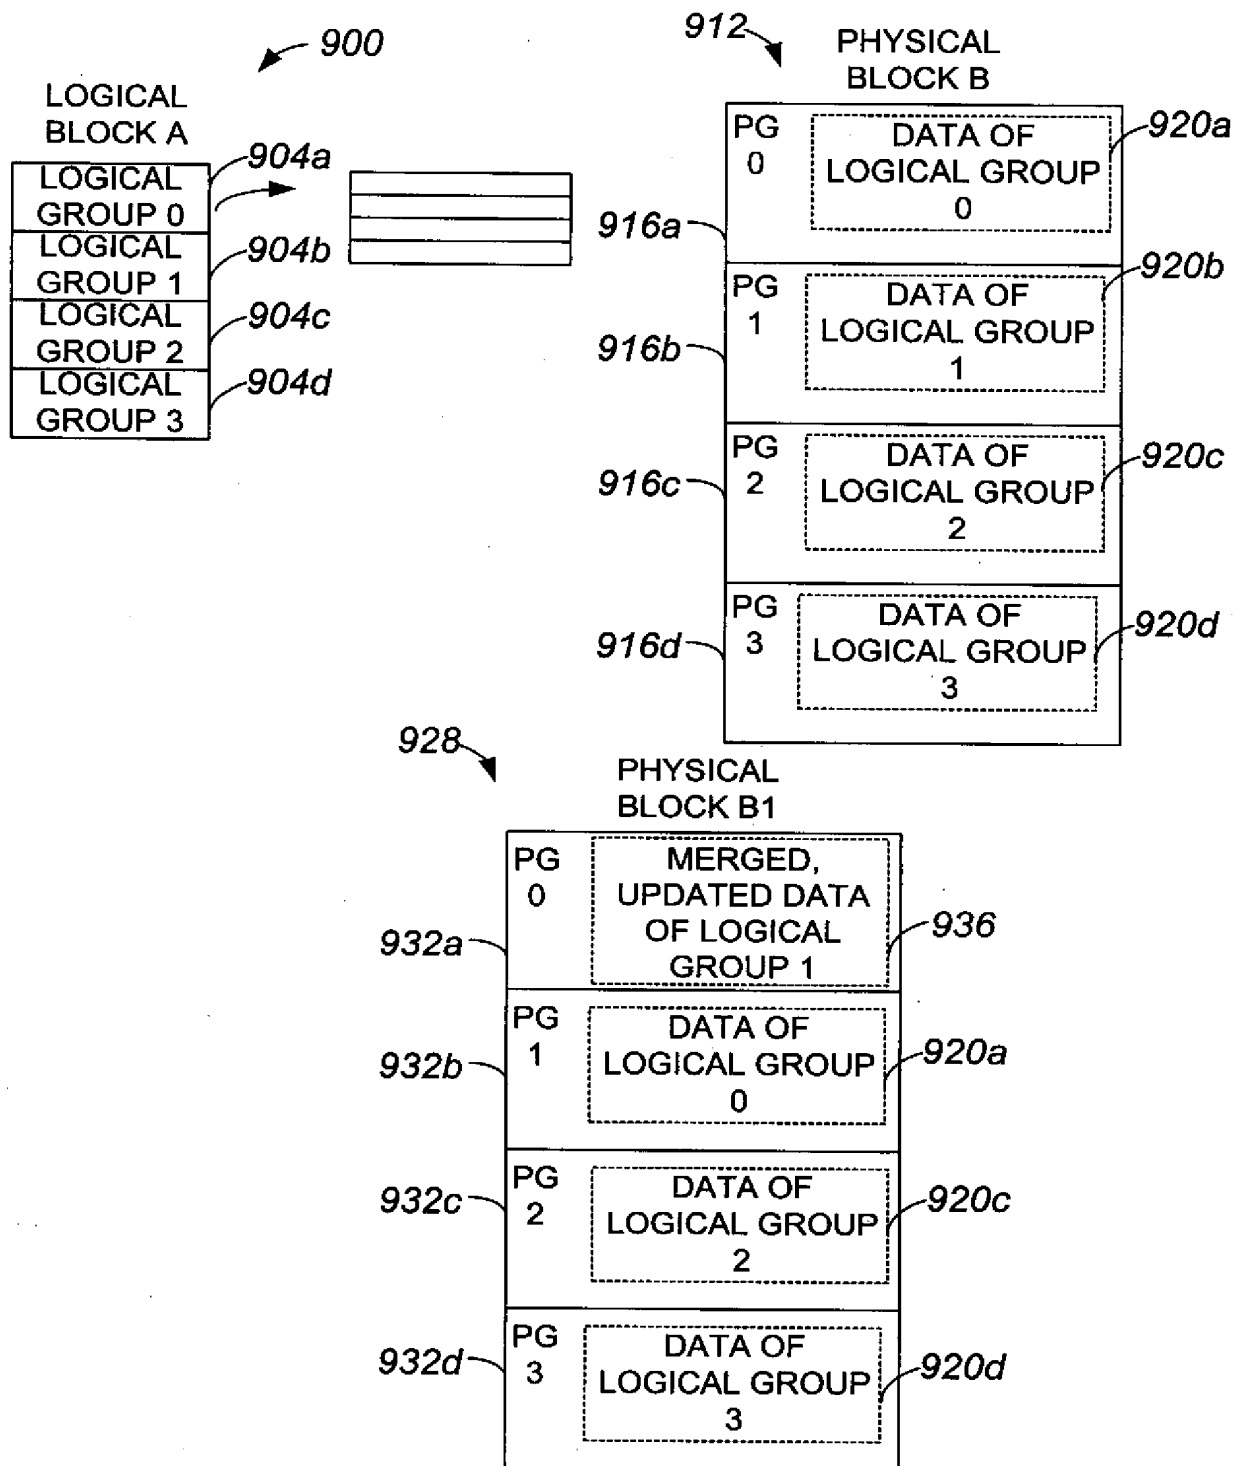 900
LOGICAL
BLOCK A
LOGICAL
GROUP 0
904a
LOGICAL
GROUP 1
904b
LOGICAL
GROUP 2
904c
LOGICAL
GROUP 3
904d
912
PHYSICAL
BLOCK B
PG
0
DATA OF
LOGICAL GROUP
0
920a
916a
PG
1
DATA OF
LOGICAL GROUP
1
920b
916b
PG
2
DATA OF
LOGICAL GROUP
2
920c
916c
PG
3
DATA OF
LOGICAL GROUP
3
920d
916d
928
PHYSICAL
BLOCK B1
PG
0
MERGED,
UPDATED DATA
OF LOGICAL
GROUP 1
936
932a
PG
1
DATA OF
LOGICAL GROUP
0
920a
932b
PG
2
DATA OF
LOGICAL GROUP
2
920c
932c
PG
3
DATA OF
LOGICAL GROUP
3
920d
932d